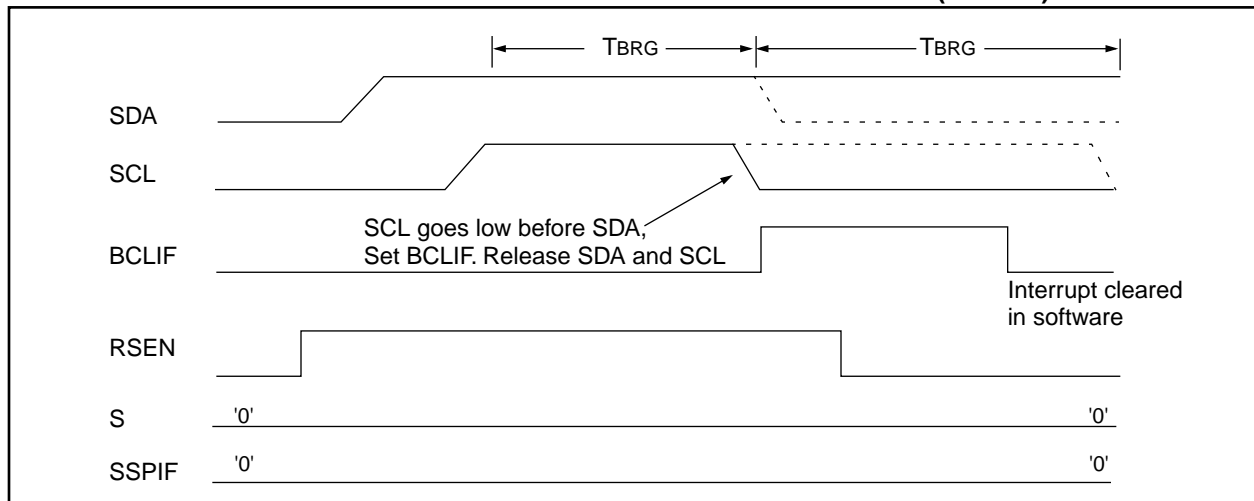 TBRG TBRG
SDA
SCL
SCL goes low before SDA,
Set BCLIF. Release SDA and SCL
BCLIF
Interrupt cleared
in software
RSEN
S '0' '0'
SSPIF '0' '0'